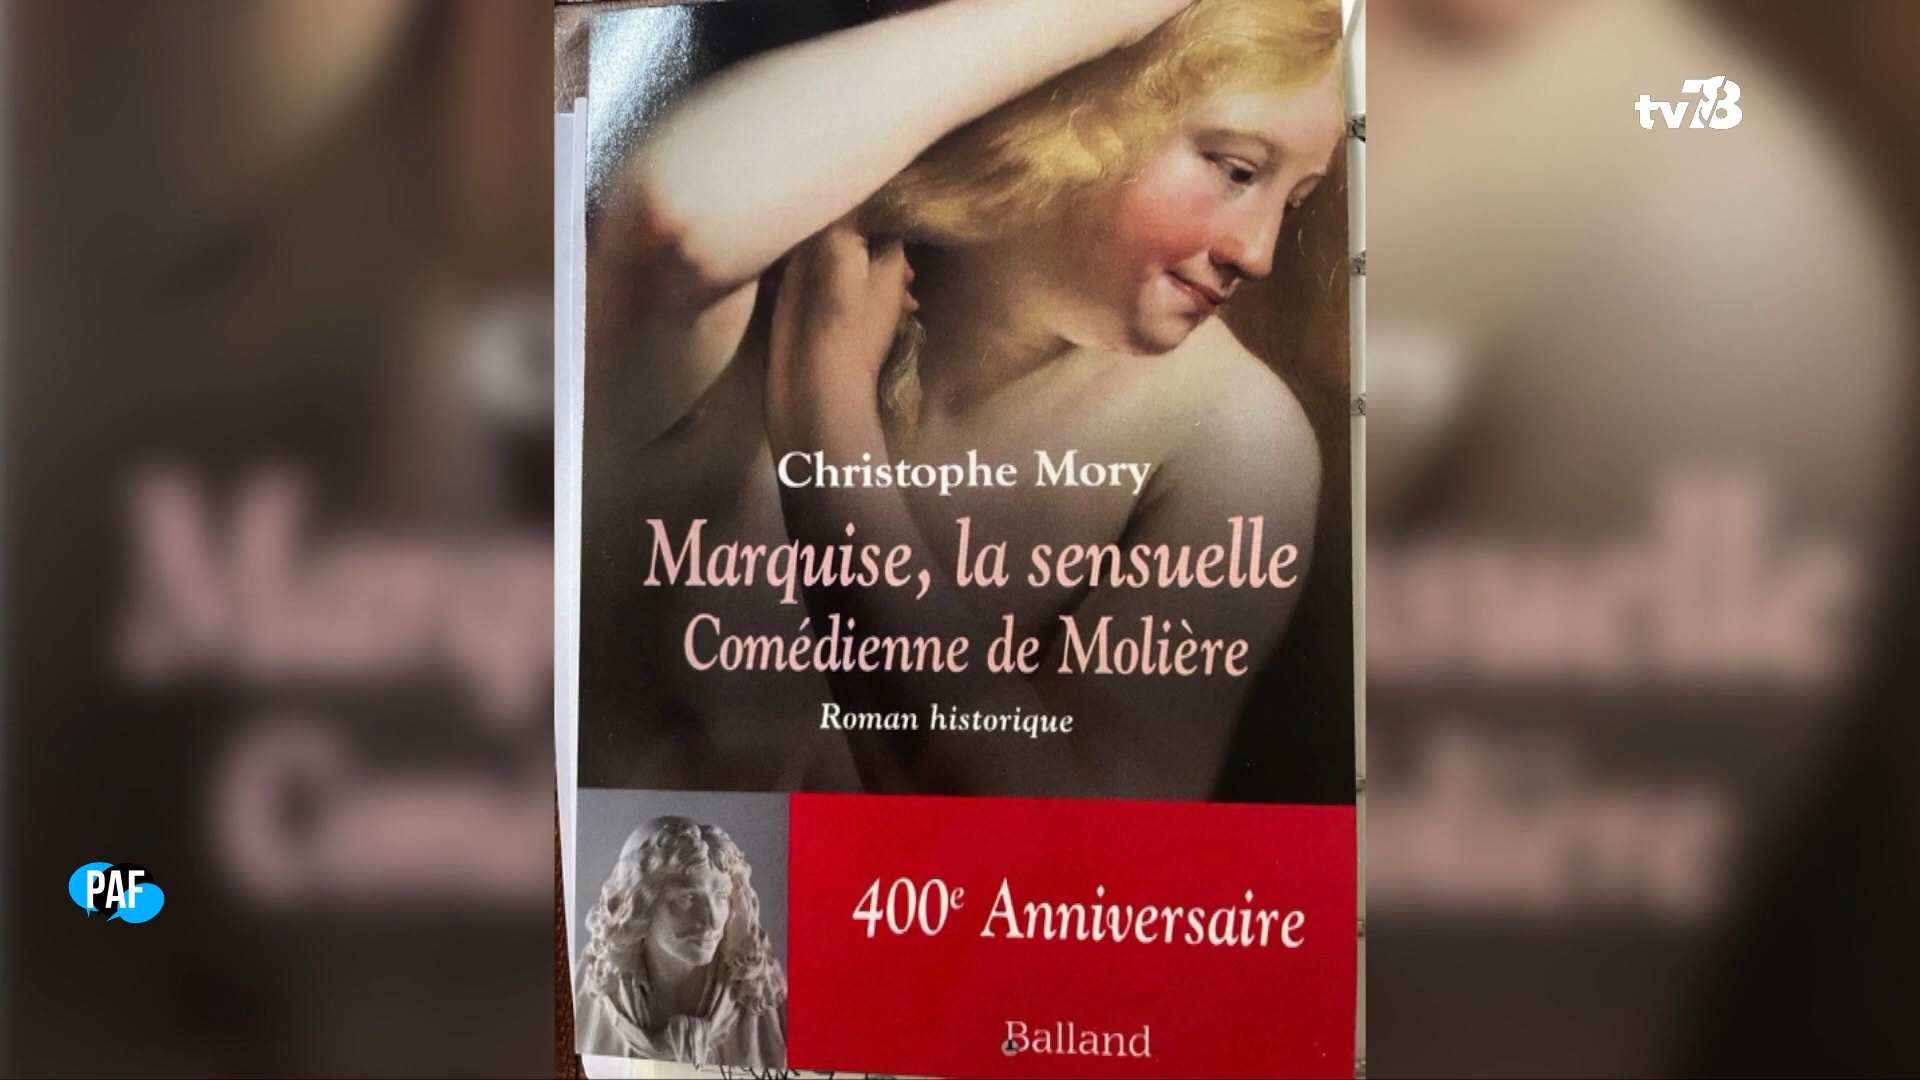 tv78
Christophe Mory
Marquise, la sensuelle
Comédienne de Molière
Roman historique
PAF
400e Anniversaire
Balland